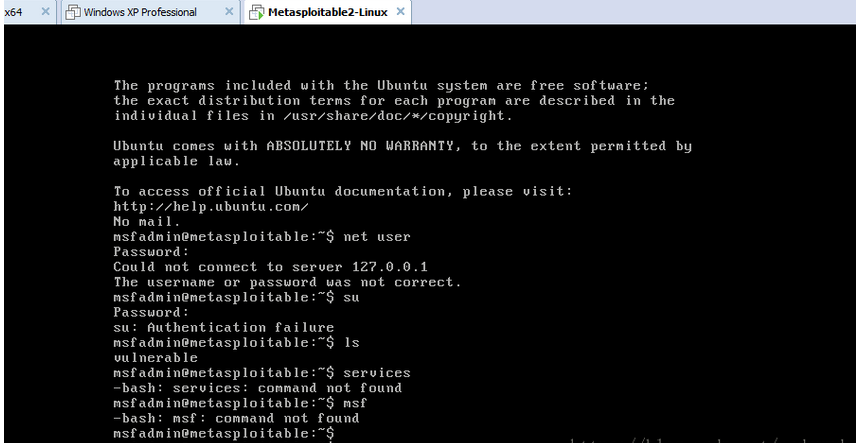 x64
Windows XP Professional
Metasploitable2-Linux
The programs included with the Ubuntu system are free software;
the exact distribution terms for each program are described in the
individual files in /usr/share/doc/*/copyright.
Ubuntu comes with ABSOLUTELY NO WARRANTY, to the extent permitted by
applicable law.
To access official Ubuntu documentation, please visit:
http://help.ubuntu.com/
No mail.
msfadmin@metasploitable:~$ net user
Password:
Could not connect to server 127.0.0.1
The username or password was not correct.
msfadmin@metasploitable:~$ su
Password:
su: Authentication failure
msfadmin@metasploitable:~$ ls
vulnerable
msfadmin@metasploitable:~$ services
-bash: services: command not found
msfadmin@metasploitable:~$ msf
-bash: msf: command not found
msfadmin@metasploitable:~$